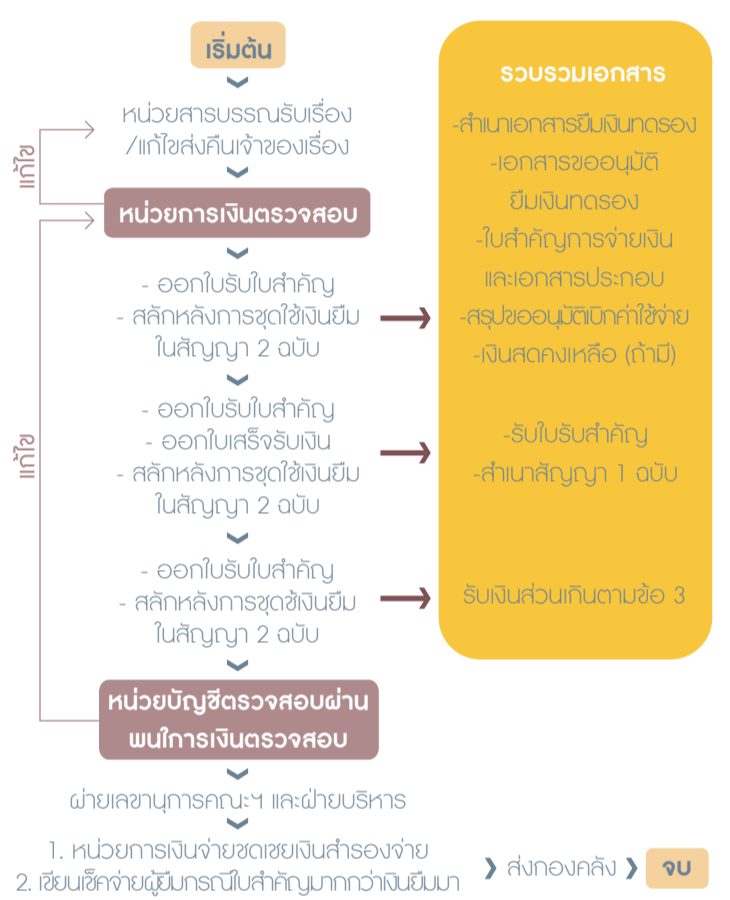 เริ่มต้น
หน่วยสารบรรณรับเรื่อง
/แก้ไขส่งคืนเจ้าของเรื่อง
แก้ไข
หน่วยการเงินตรวจสอบ
- ออกใบรับใบสำคัญ
- สลักหลังการชุดใช้เงินยืม
ในสัญญา 2 ฉบับ
- ออกใบรับใบสำคัญ
- ออกใบเสร็จรับเงิน
- สลักหลังการชุดใช้เงินยืม
ในสัญญา 2 ฉบับ
แก้ไข
- ออกใบรับใบสำคัญ
- สลักหลังการชุดช้เงินยืม
ในสัญญา 2 ฉบับ
หน่วยบัญชีตรวจสอบผ่าน
พนใการเงินตรวจสอบ
ผ่ายเลขานุการคณะฯ และฝ่ายบริหาร
1. หน่วยการเงินจ่ายชดเชยเงินสำรองจ่าย
2. เขียนเช็คจ่ายผู้ยืมกรณีใบสำคัญมากกว่าเงินยืมมา
ส่งกองคลัง
จบ
รวบรวมเอกสาร
-สำเนาเอกสารยืมเงินทดรอง
-เอกสารขออนุมัติ
ยืมเงินทดรอง
-ใบสำคัญการจ่ายเงิน
และเอกสารประกอบ
-สรุปขออนุมัติเบิกค่าใช้จ่าย
-เงินสดคงเหลือ (ถ้ามี)
-รับใบรับสำคัญ
-สำเนาสัญญา 1 ฉบับ
รับเงินส่วนเกินตามข้อ 3